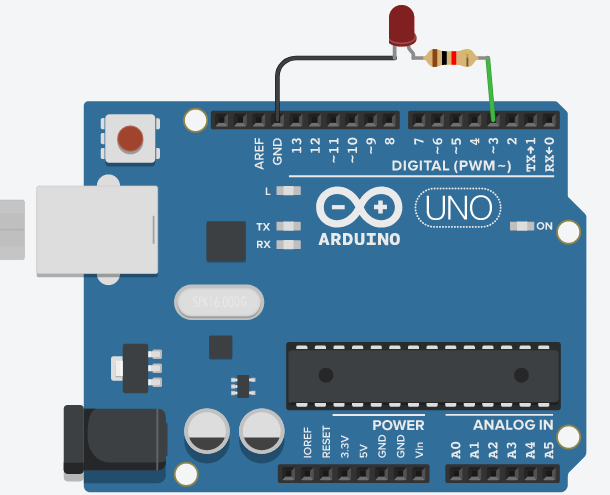 AREF
GND
13
12
~11
~10
~9
8
7
~6
~5
4
~3
2
TX→1
RX←0
DIGITAL (PWM~)
L
TX
RX
UNO
ON
ARDUINO
SPK16.000G
POWER
ANALOG IN
IOREF
RESET
3.3V
5V
GND
GND
Vin
A0
A1
A2
A3
A4
A5